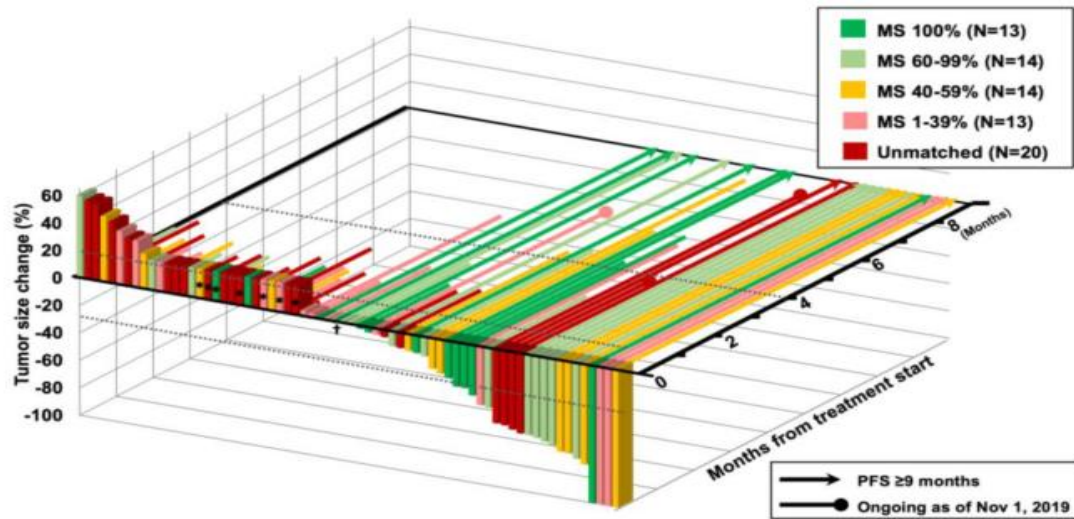 MS 100% (N=13)
MS 60-99% (N=14)
MS 40-59% (N=14)
MS 1-39% (N=13)
Unmatched (N=20)
Tumor size change (%)
60
40
20
0
-20
-40
-60
-80
-100
†
0
2
4
6
8
(Months)
Months from treatment start
PFS ≥9 months
Ongoing as of Nov 1, 2019